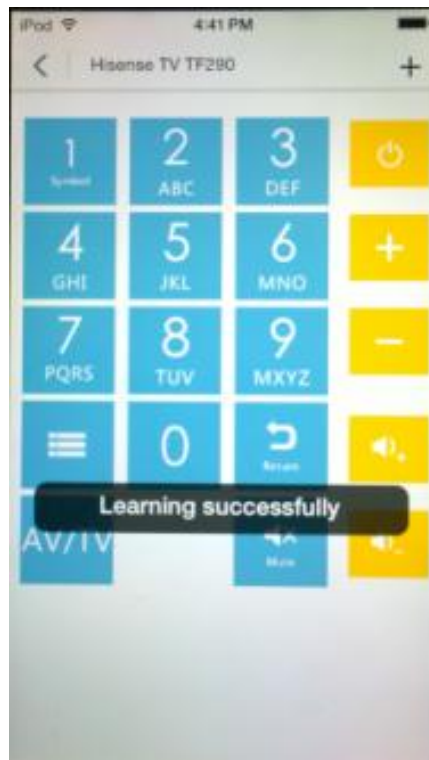 iPod 4:41 PM
Hisense TV TF280
1 2 3
Symbol ABC DEF
4 5 6
GHI JKL MNO
7 8 9
PQRS TUV MXYZ
0
Return
Learning successfully
AV/TV
Mute